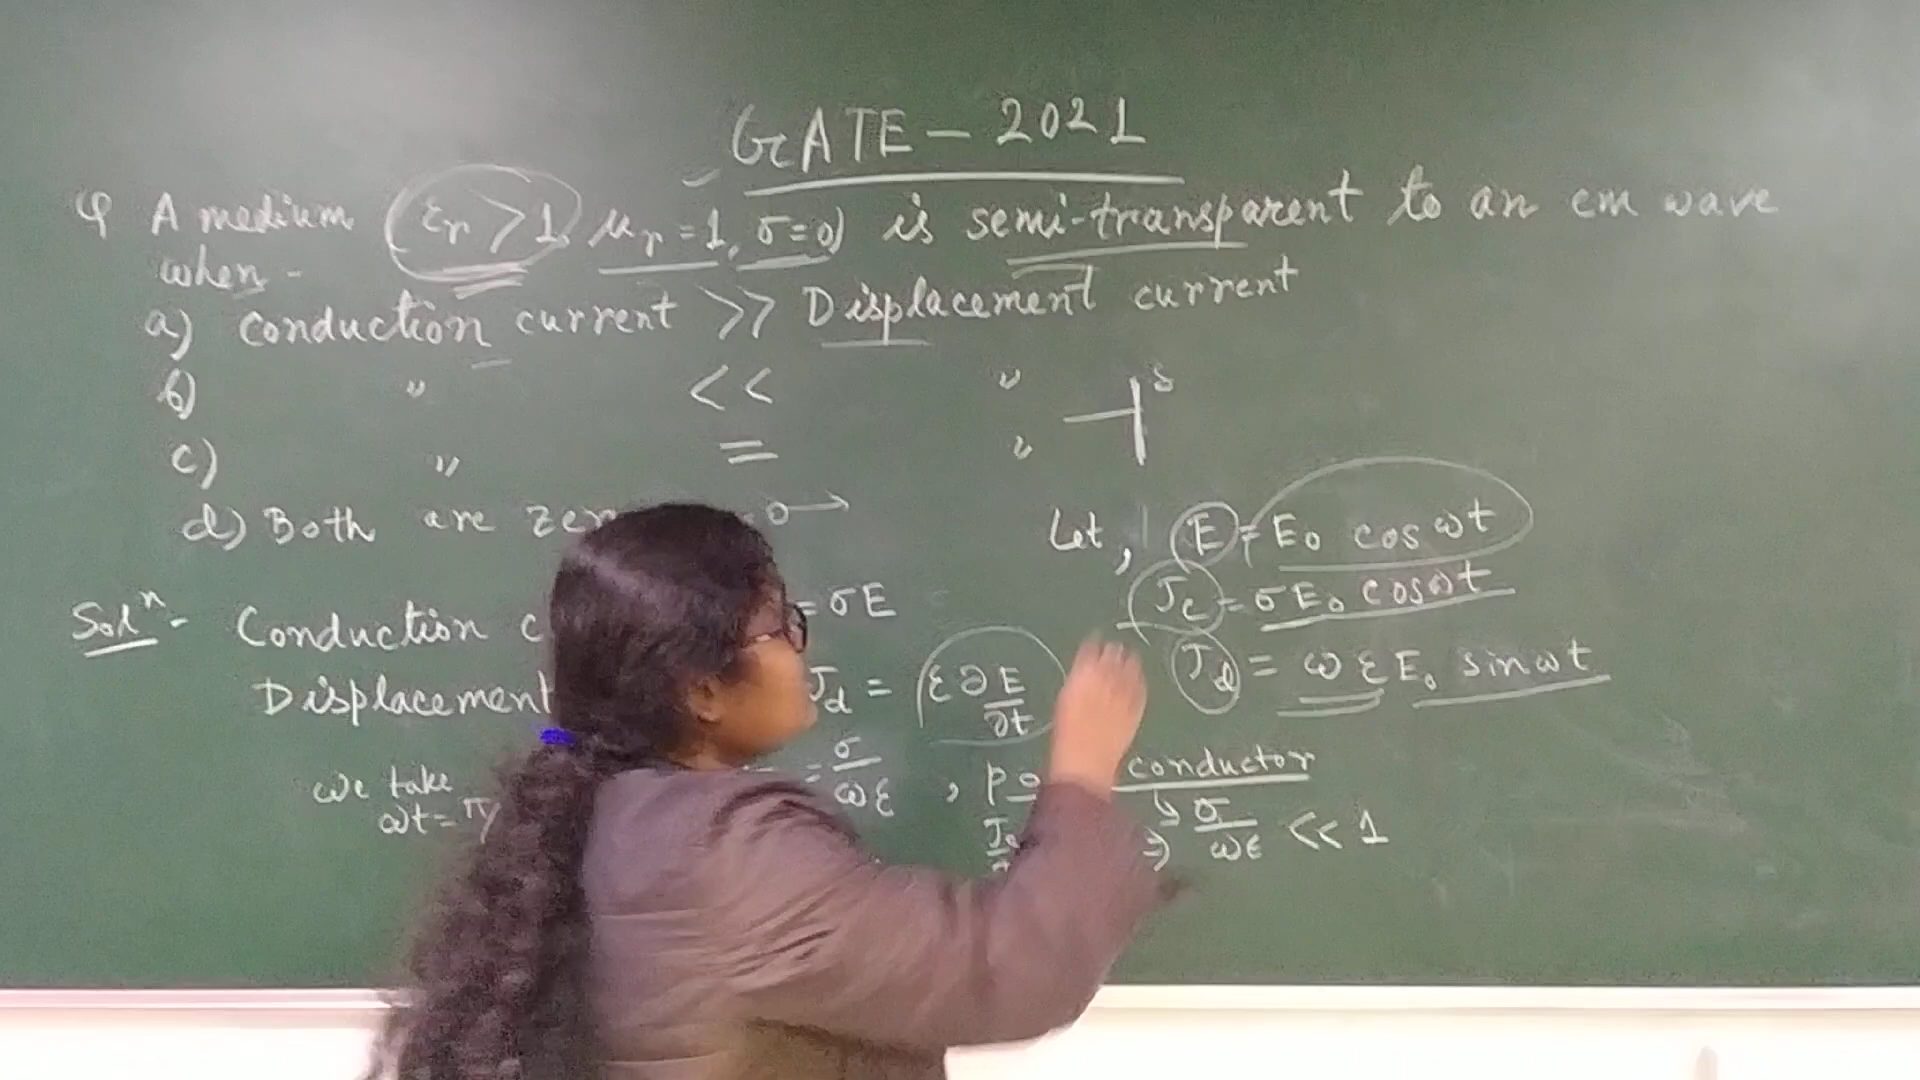 GATE - 2021
Q A medium (εr > 1, μr = 1, σ = 0) is semi-transparent to an em wave
when -
a) conduction current >> Displacement current
b) " << "
c) " = "
d) Both are
Let, E = E₀ cos ωt
Jc = σE₀ cos ωt
Jd = ωε E₀ sin ωt
Solⁿ - Conduction = σE
Displacement Jd = ε ∂E/∂t
we take
ωt = π/
= σ/ωε , conductor
⇒ σ/ωε << 1